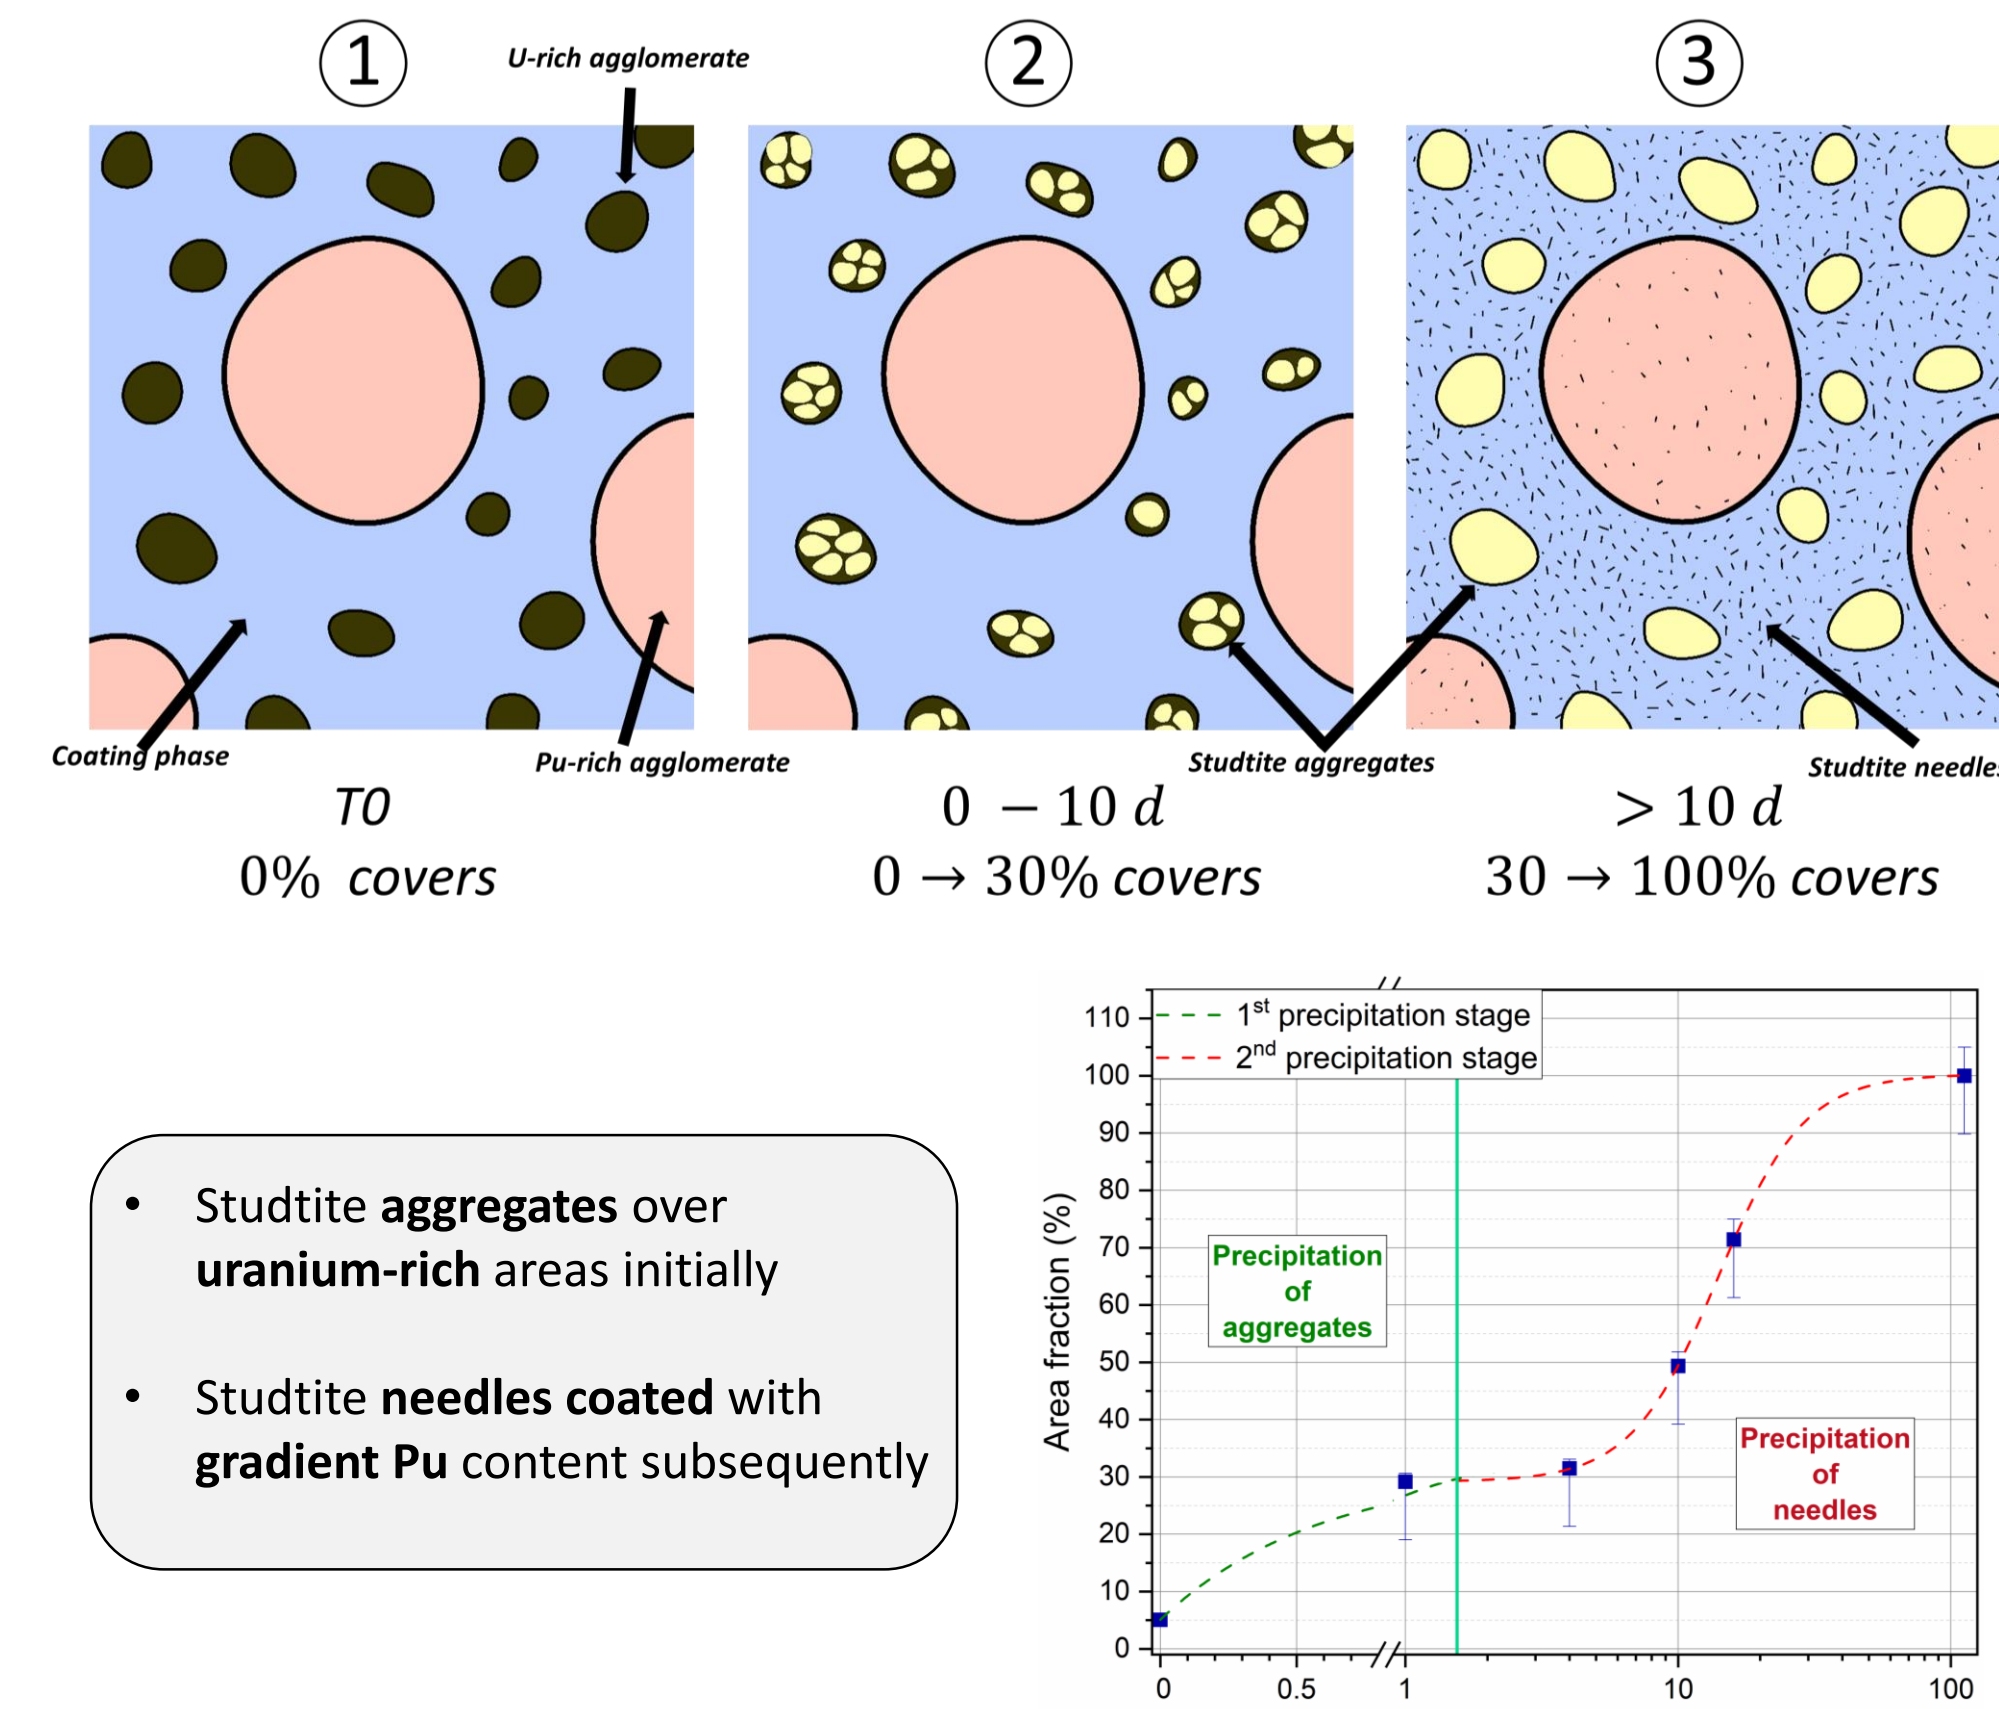 1
2
3
U-rich agglomerate
Coating phase
Pu-rich agglomerate
Studtite aggregates
Studtite needles
T0
0 – 10 d
> 10 d
0% covers
0 → 30% covers
30 → 100% covers
• Studtite aggregates over
uranium-rich areas initially
• Studtite needles coated with
gradient Pu content subsequently
1st precipitation stage
2nd precipitation stage
Area fraction (%)
110
100
90
80
70
60
50
40
30
20
10
0
Precipitation
of
aggregates
Precipitation
of
needles
0
0.5
1
10
100